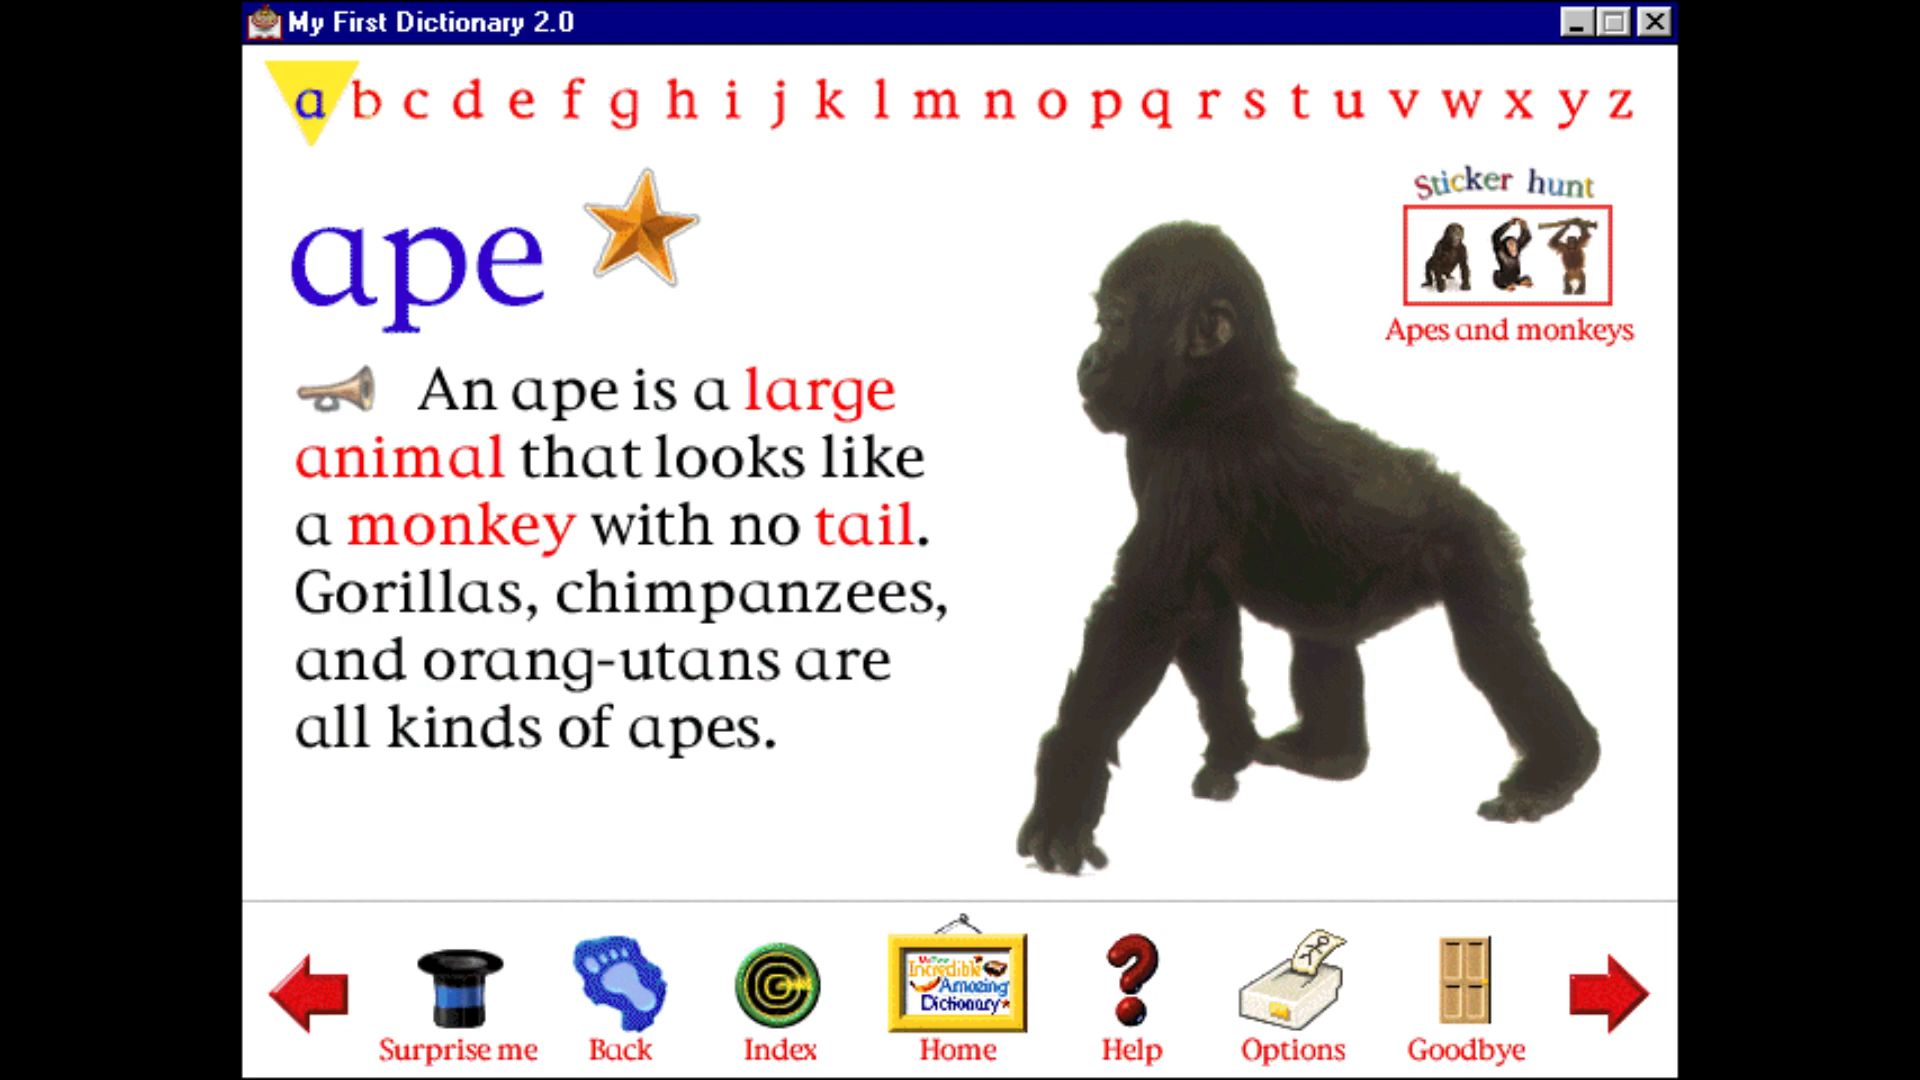 My First Dictionary 2.0
a b c d e f g h i j k l m n o p q r s t u v w x y z
ape
Sticker hunt
Apes and monkeys
An ape is a large
animal that looks like
a monkey with no tail.
Gorillas, chimpanzees,
and orang-utans are
all kinds of apes.
My First
Incredible
Amazing
Dictionary
Surprise me
Back
Index
Home
Help
Options
Goodbye